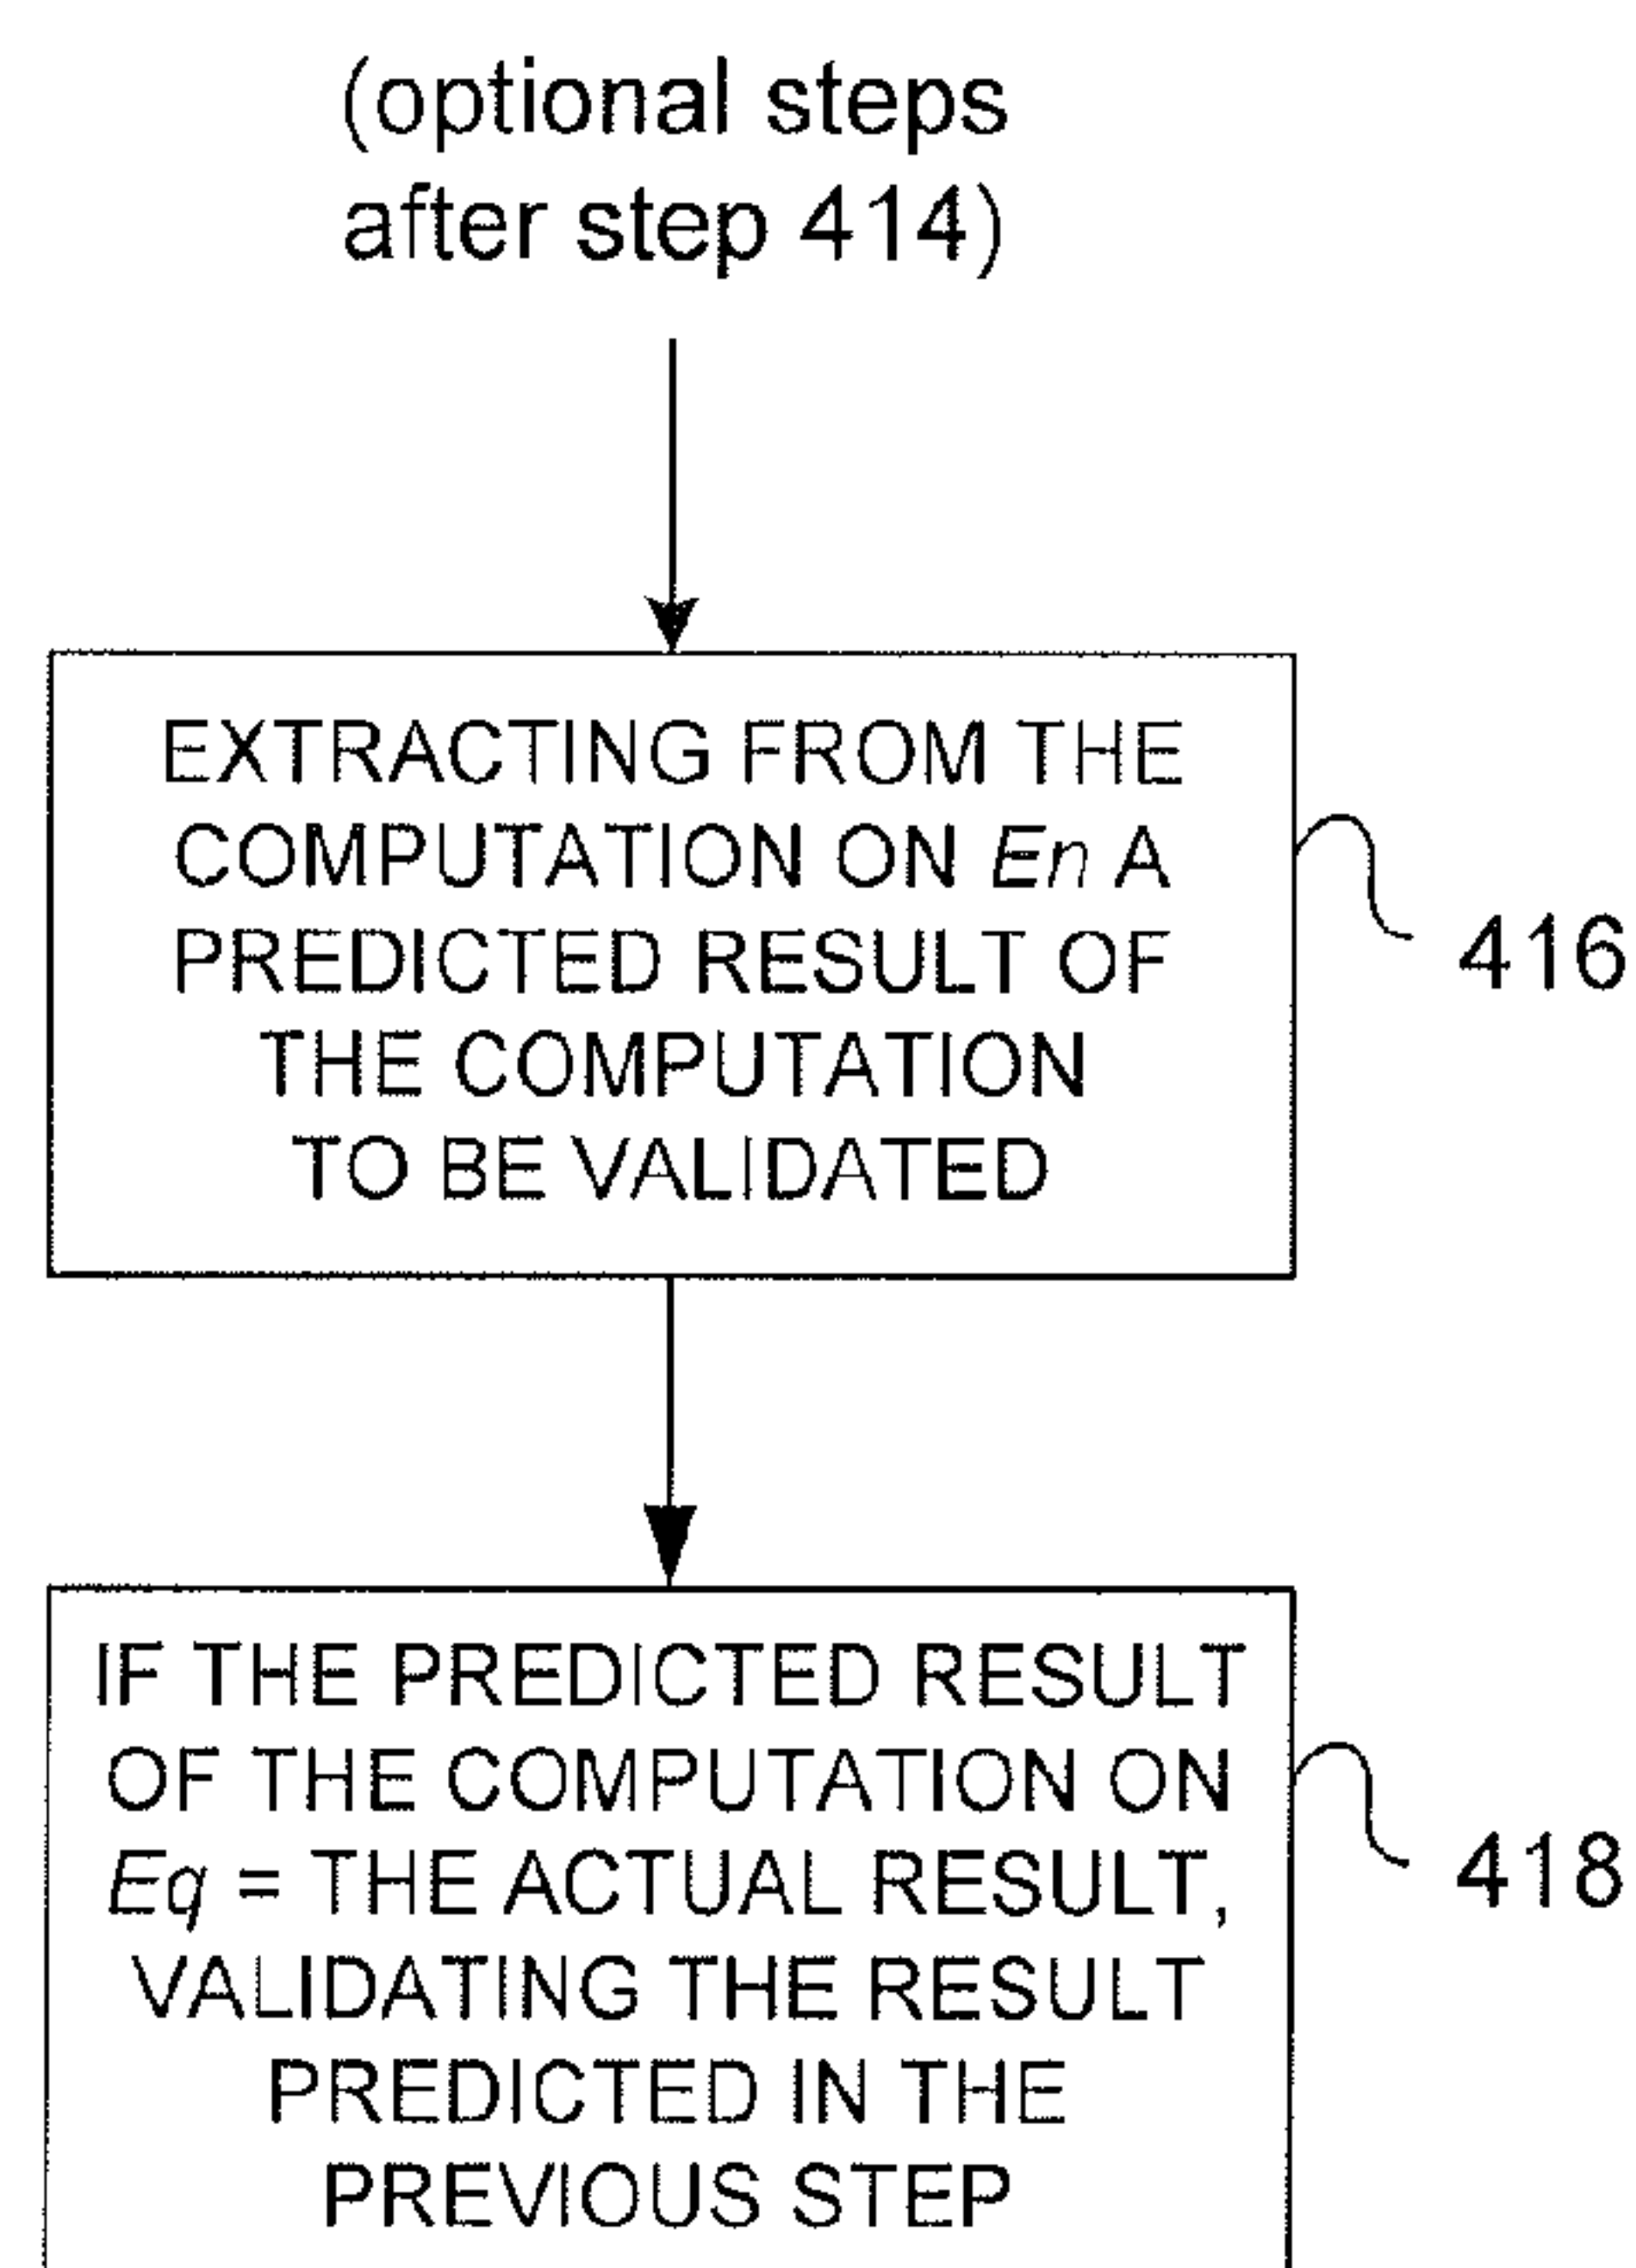 (optional steps
after step 414)
EXTRACTING FROM THE
COMPUTATION ON En A
PREDICTED RESULT OF
THE COMPUTATION
TO BE VALIDATED
416
IF THE PREDICTED RESULT
OF THE COMPUTATION ON
Eq = THE ACTUAL RESULT,
VALIDATING THE RESULT
PREDICTED IN THE
PREVIOUS STEP
418